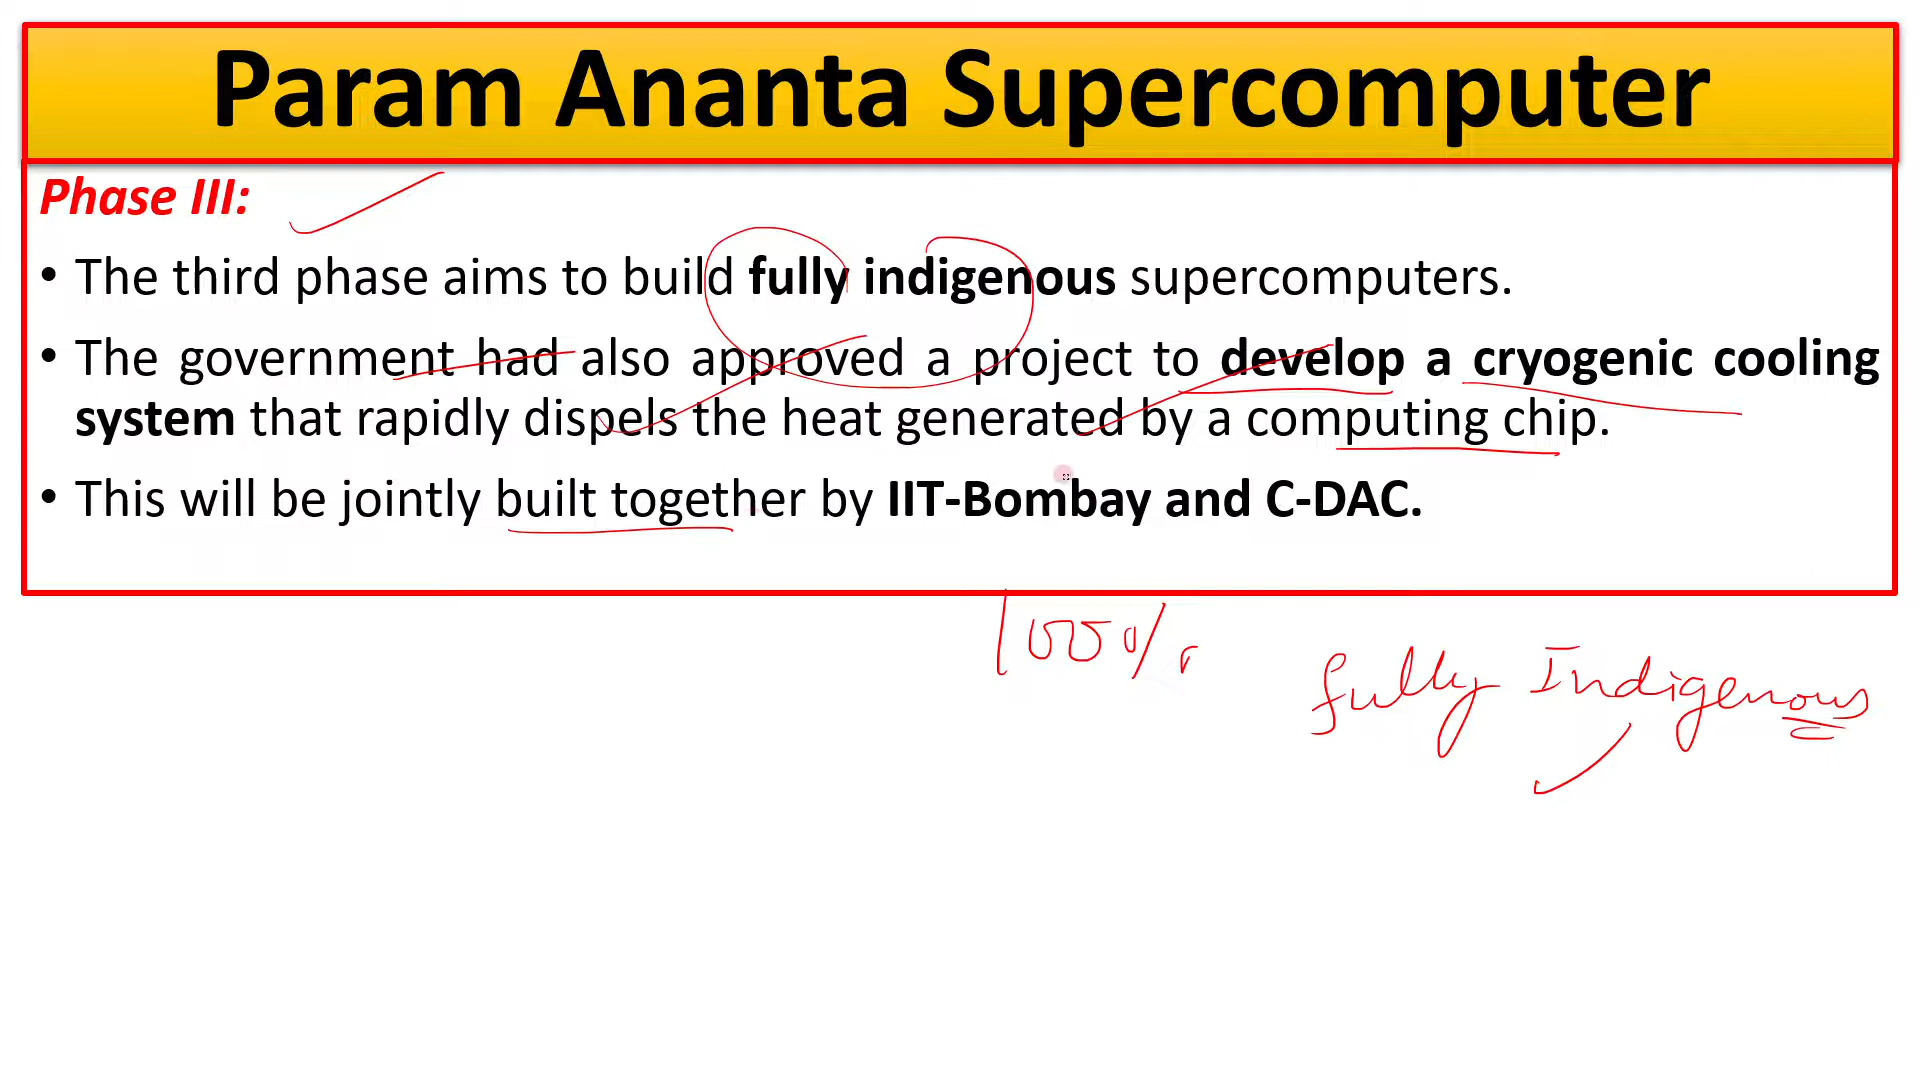 Param Ananta Supercomputer
Phase III:
• The third phase aims to build fully indigenous supercomputers.
• The government had also approved a project to develop a cryogenic cooling
system that rapidly dispels the heat generated by a computing chip.
• This will be jointly built together by IIT-Bombay and C-DAC.
100%
fully Indigenous